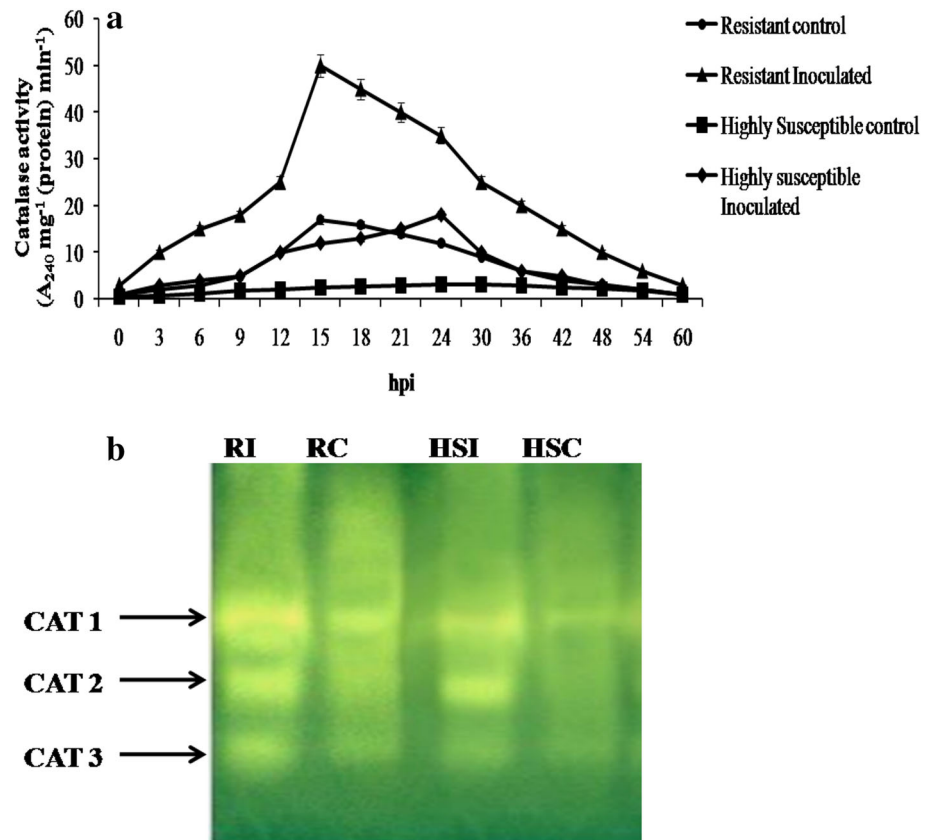 a
60
50
40
30
20
10
0
Catalase activity
(A240 mg-1 (protein) min-1)
0 3 6 9 12 15 18 21 24 30 36 42 48 54 60
hpi
Resistant control
Resistant Inoculated
Highly Susceptible control
Highly susceptible
Inoculated
b
RI RC HSI HSC
CAT 1
CAT 2
CAT 3